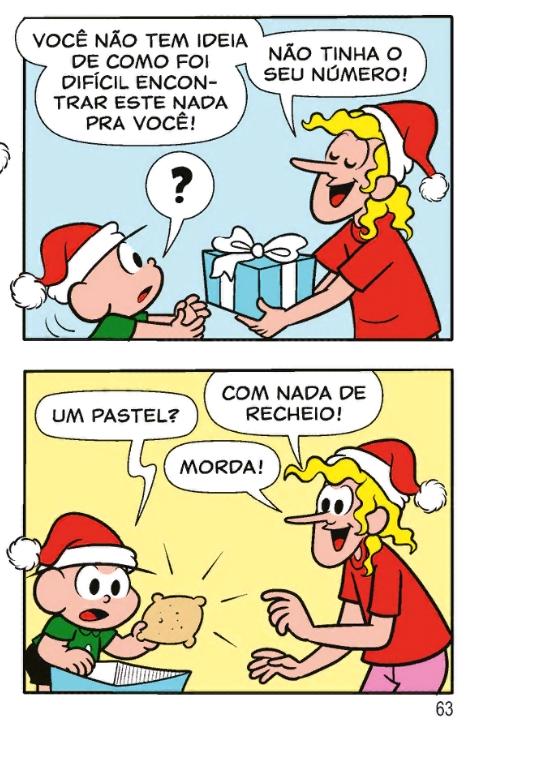 VOCÊ NÃO TEM IDEIA
DE COMO FOI
DIFÍCIL ENCON-
TRAR ESTE NADA
PRA VOCÊ!
NÃO TINHA O
SEU NÚMERO!
?
UM PASTEL?
COM NADA DE
RECHEIO!
MORDA!
63